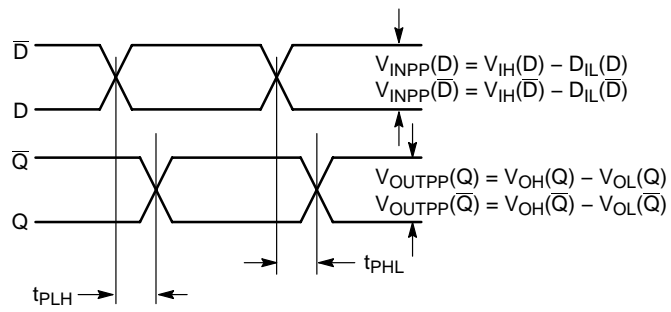 D̅
V_INPP(D) = V_IH(D) – D_IL(D)
V_INPP(D̅) = V_IH(D̅) – D_IL(D̅)
D
Q̅
V_OUTPP(Q) = V_OH(Q) – V_OL(Q)
V_OUTPP(Q̅) = V_OH(Q̅) – V_OL(Q̅)
Q
t_PHL
t_PLH